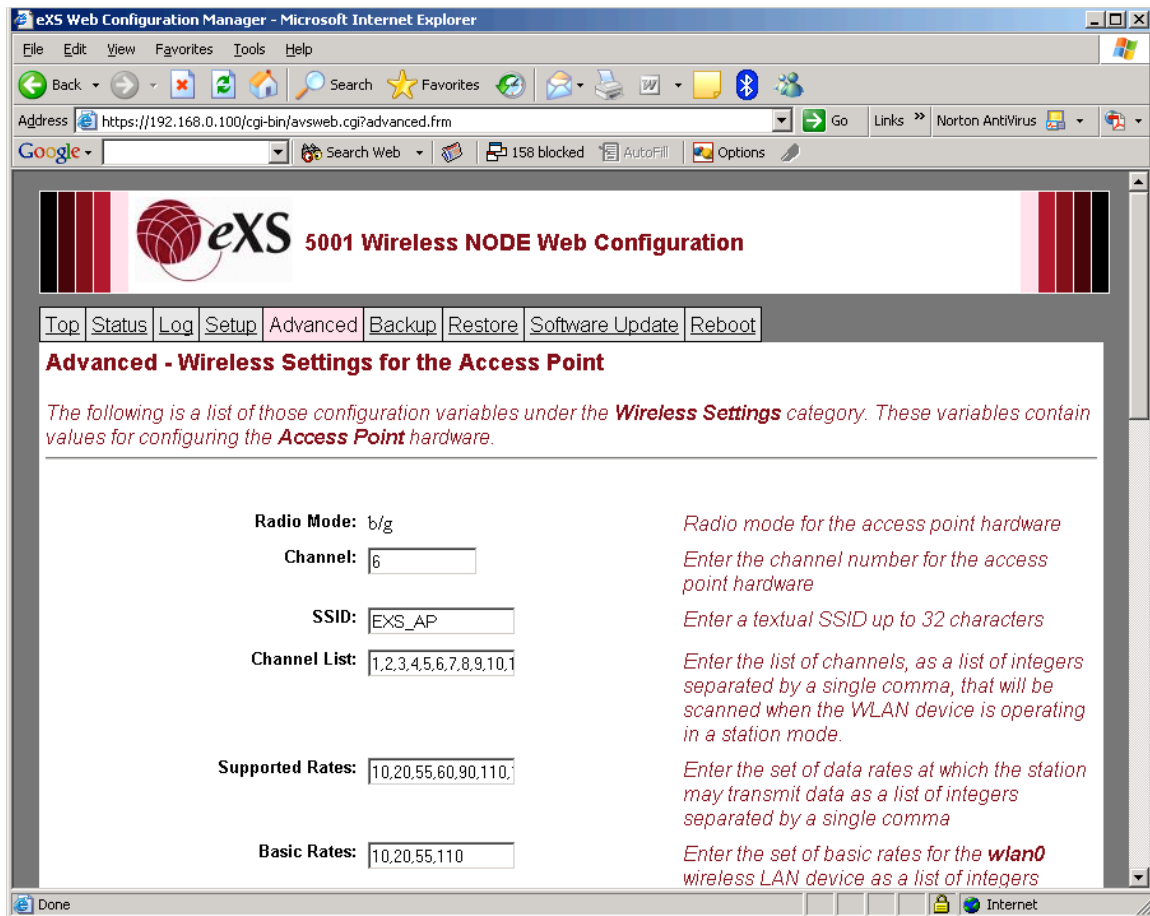 eXS Web Configuration Manager - Microsoft Internet Explorer
File Edit View Favorites Tools Help
Back Search Favorites
Address https://192.168.0.100/cgi-bin/avsweb.cgi?advanced.frm Go Links » Norton AntiVirus
Google Search Web 158 blocked AutoFill Options
eXS 5001 Wireless NODE Web Configuration
Top Status Log Setup Advanced Backup Restore Software Update Reboot
Advanced - Wireless Settings for the Access Point
The following is a list of those configuration variables under the Wireless Settings category. These variables contain
values for configuring the Access Point hardware.
Radio Mode: b/g Radio mode for the access point hardware
Channel: 6 Enter the channel number for the access
point hardware
SSID: EXS_AP Enter a textual SSID up to 32 characters
Channel List: 1,2,3,4,5,6,7,8,9,10,1 Enter the list of channels, as a list of integers
separated by a single comma, that will be
scanned when the WLAN device is operating
in a station mode.
Supported Rates: 10,20,55,60,90,110, Enter the set of data rates at which the station
may transmit data as a list of integers
separated by a single comma
Basic Rates: 10,20,55,110 Enter the set of basic rates for the wlan0
wireless LAN device as a list of integers
Done Internet